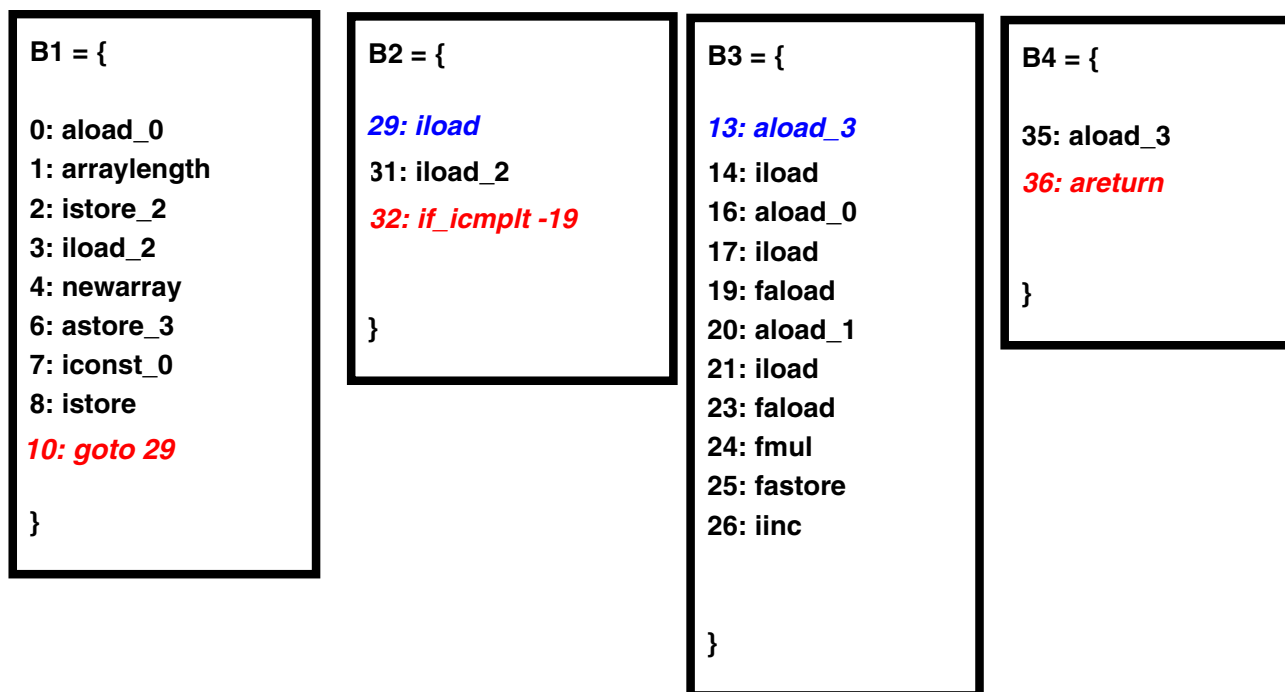 B1 = {
0: aload_0
1: arraylength
2: istore_2
3: iload_2
4: newarray
6: astore_3
7: iconst_0
8: istore
10: goto 29
}
B2 = {
29: iload
31: iload_2
32: if_icmplt -19
}
B3 = {
13: aload_3
14: iload
16: aload_0
17: iload
19: faload
20: aload_1
21: iload
23: faload
24: fmul
25: fastore
26: iinc
}
B4 = {
35: aload_3
36: areturn
}